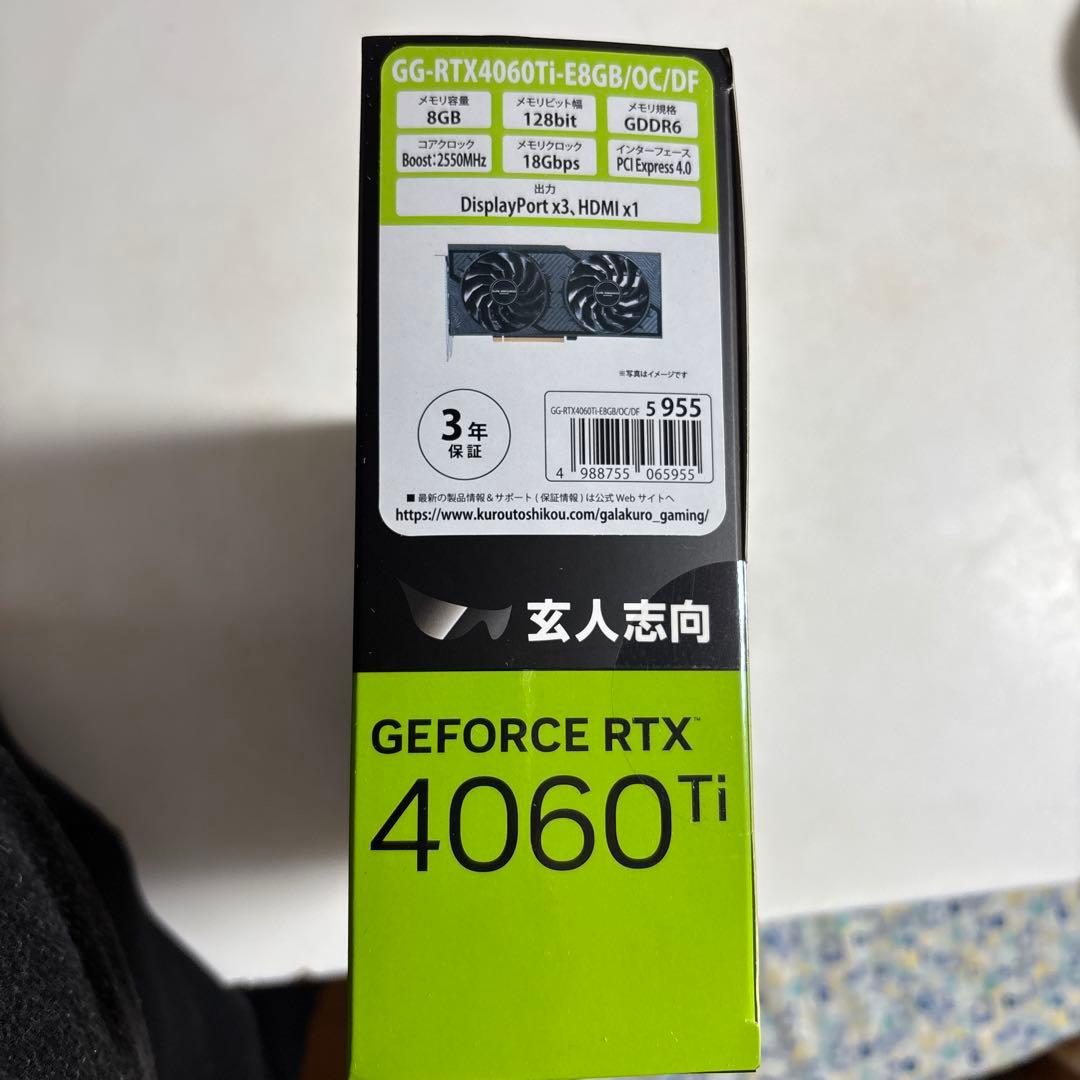 GG-RTX4060Ti-E8GB/OC/DF
メモリ容量
8GB
メモリビット幅
128bit
メモリ規格
GDDR6
コアクロック
Boost:2550MHz
メモリクロック
18Gbps
インターフェース
PCI Express 4.0
出力
DisplayPort x3、HDMI x1
※写真はイメージです
3年
保証
GG-RTX4060Ti-E8GB/OC/DF 5 955
4 988755 065955
■ 最新の製品情報&サポート(保証情報)は公式Webサイトへ
https://www.kuroutoshikou.com/galakuro_gaming/
玄人志向
GEFORCE RTX™
4060 Ti